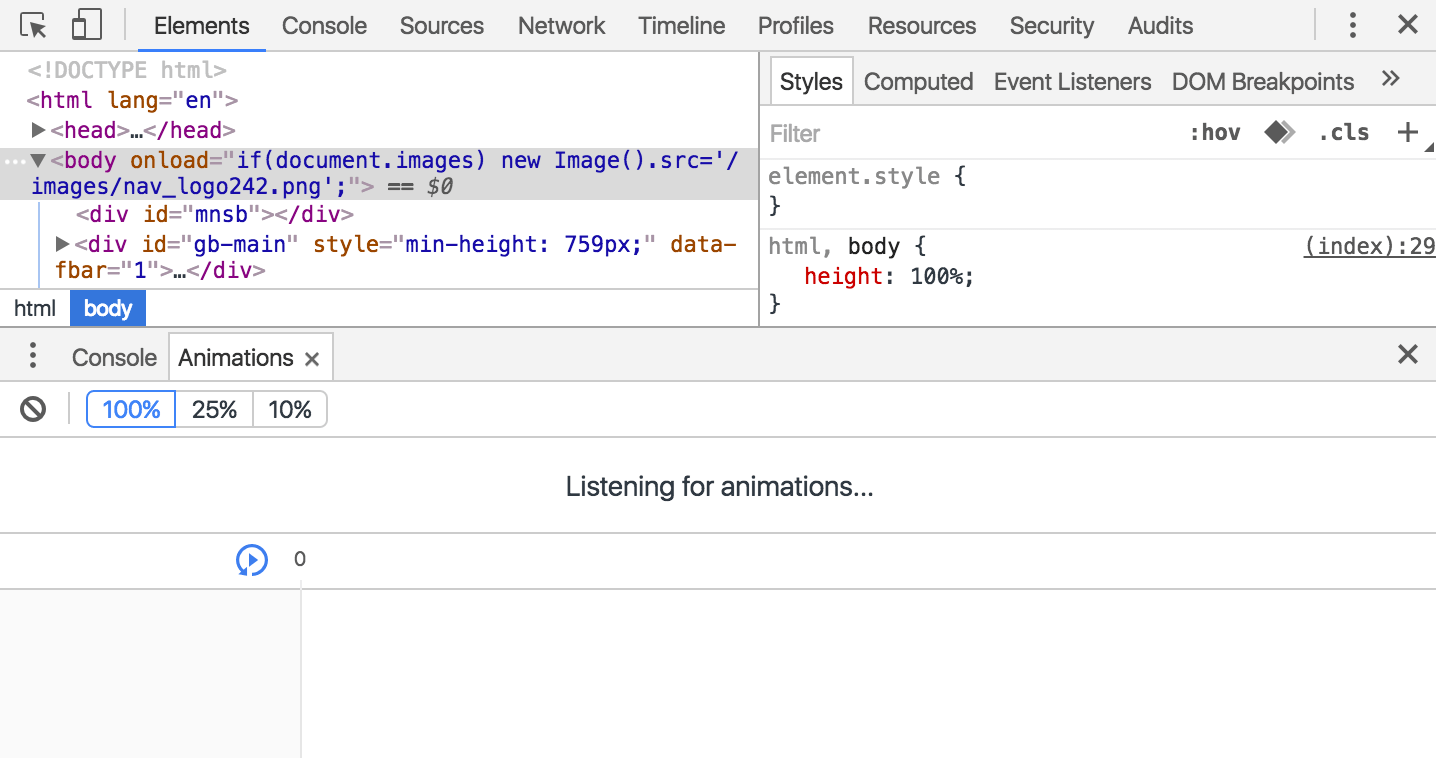 Elements Console Sources Network Timeline Profiles Resources Security Audits
<!DOCTYPE html>
<html lang="en">
<head>…</head>
<body onload="if(document.images) new Image().src='/
images/nav_logo242.png';"> == $0
<div id="mnsb"></div>
<div id="gb-main" style="min-height: 759px;" data-
fbar="1">…</div>
html body
Styles Computed Event Listeners DOM Breakpoints »
Filter :hov .cls +
element.style {
}
html, body { (index):29
height: 100%;
}
Console Animations ×
100% 25% 10%
Listening for animations...
0